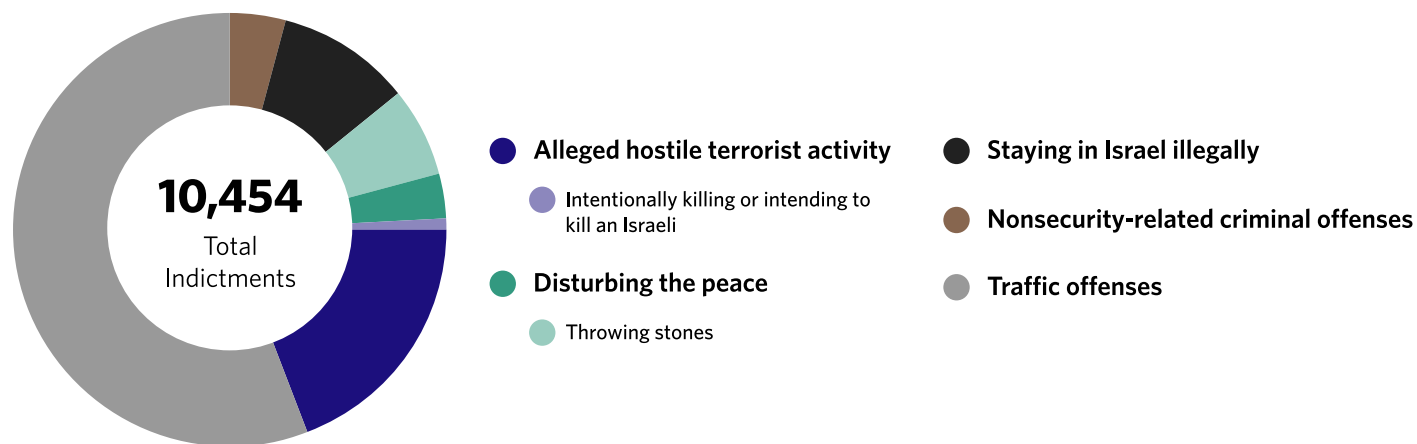 10,454
Total
Indictments
Alleged hostile terrorist activity
Intentionally killing or intending to
kill an Israeli
Disturbing the peace
Throwing stones
Staying in Israel illegally
Nonsecurity-related criminal offenses
Traffic offenses